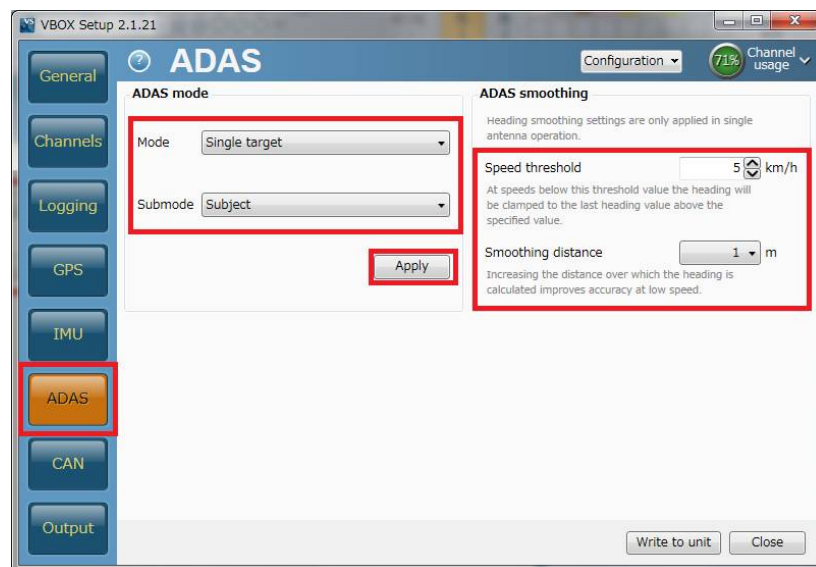 VBOX Setup 2.1.21
General
Channels
Logging
GPS
IMU
ADAS
CAN
Output
? ADAS
Configuration
71% Channel usage
ADAS mode
Mode Single target
Submode Subject
Apply
ADAS smoothing
Heading smoothing settings are only applied in single
antenna operation.
Speed threshold 5 km/h
At speeds below this threshold value the heading will
be clamped to the last heading value above the
specified value.
Smoothing distance 1 m
Increasing the distance over which the heading is
calculated improves accuracy at low speed.
Write to unit Close